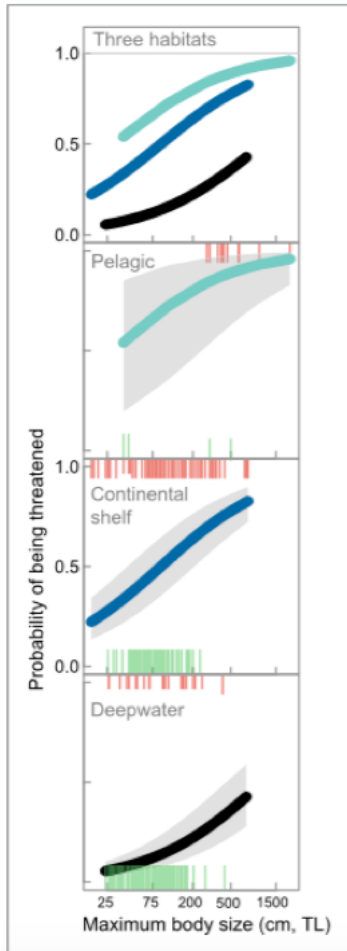 Three habitats
1.0
0.5
0.0
Pelagic
Probability of being threatened
1.0
Continental
shelf
0.5
0.0
Deepwater
25 75 200 500 1500
Maximum body size (cm, TL)